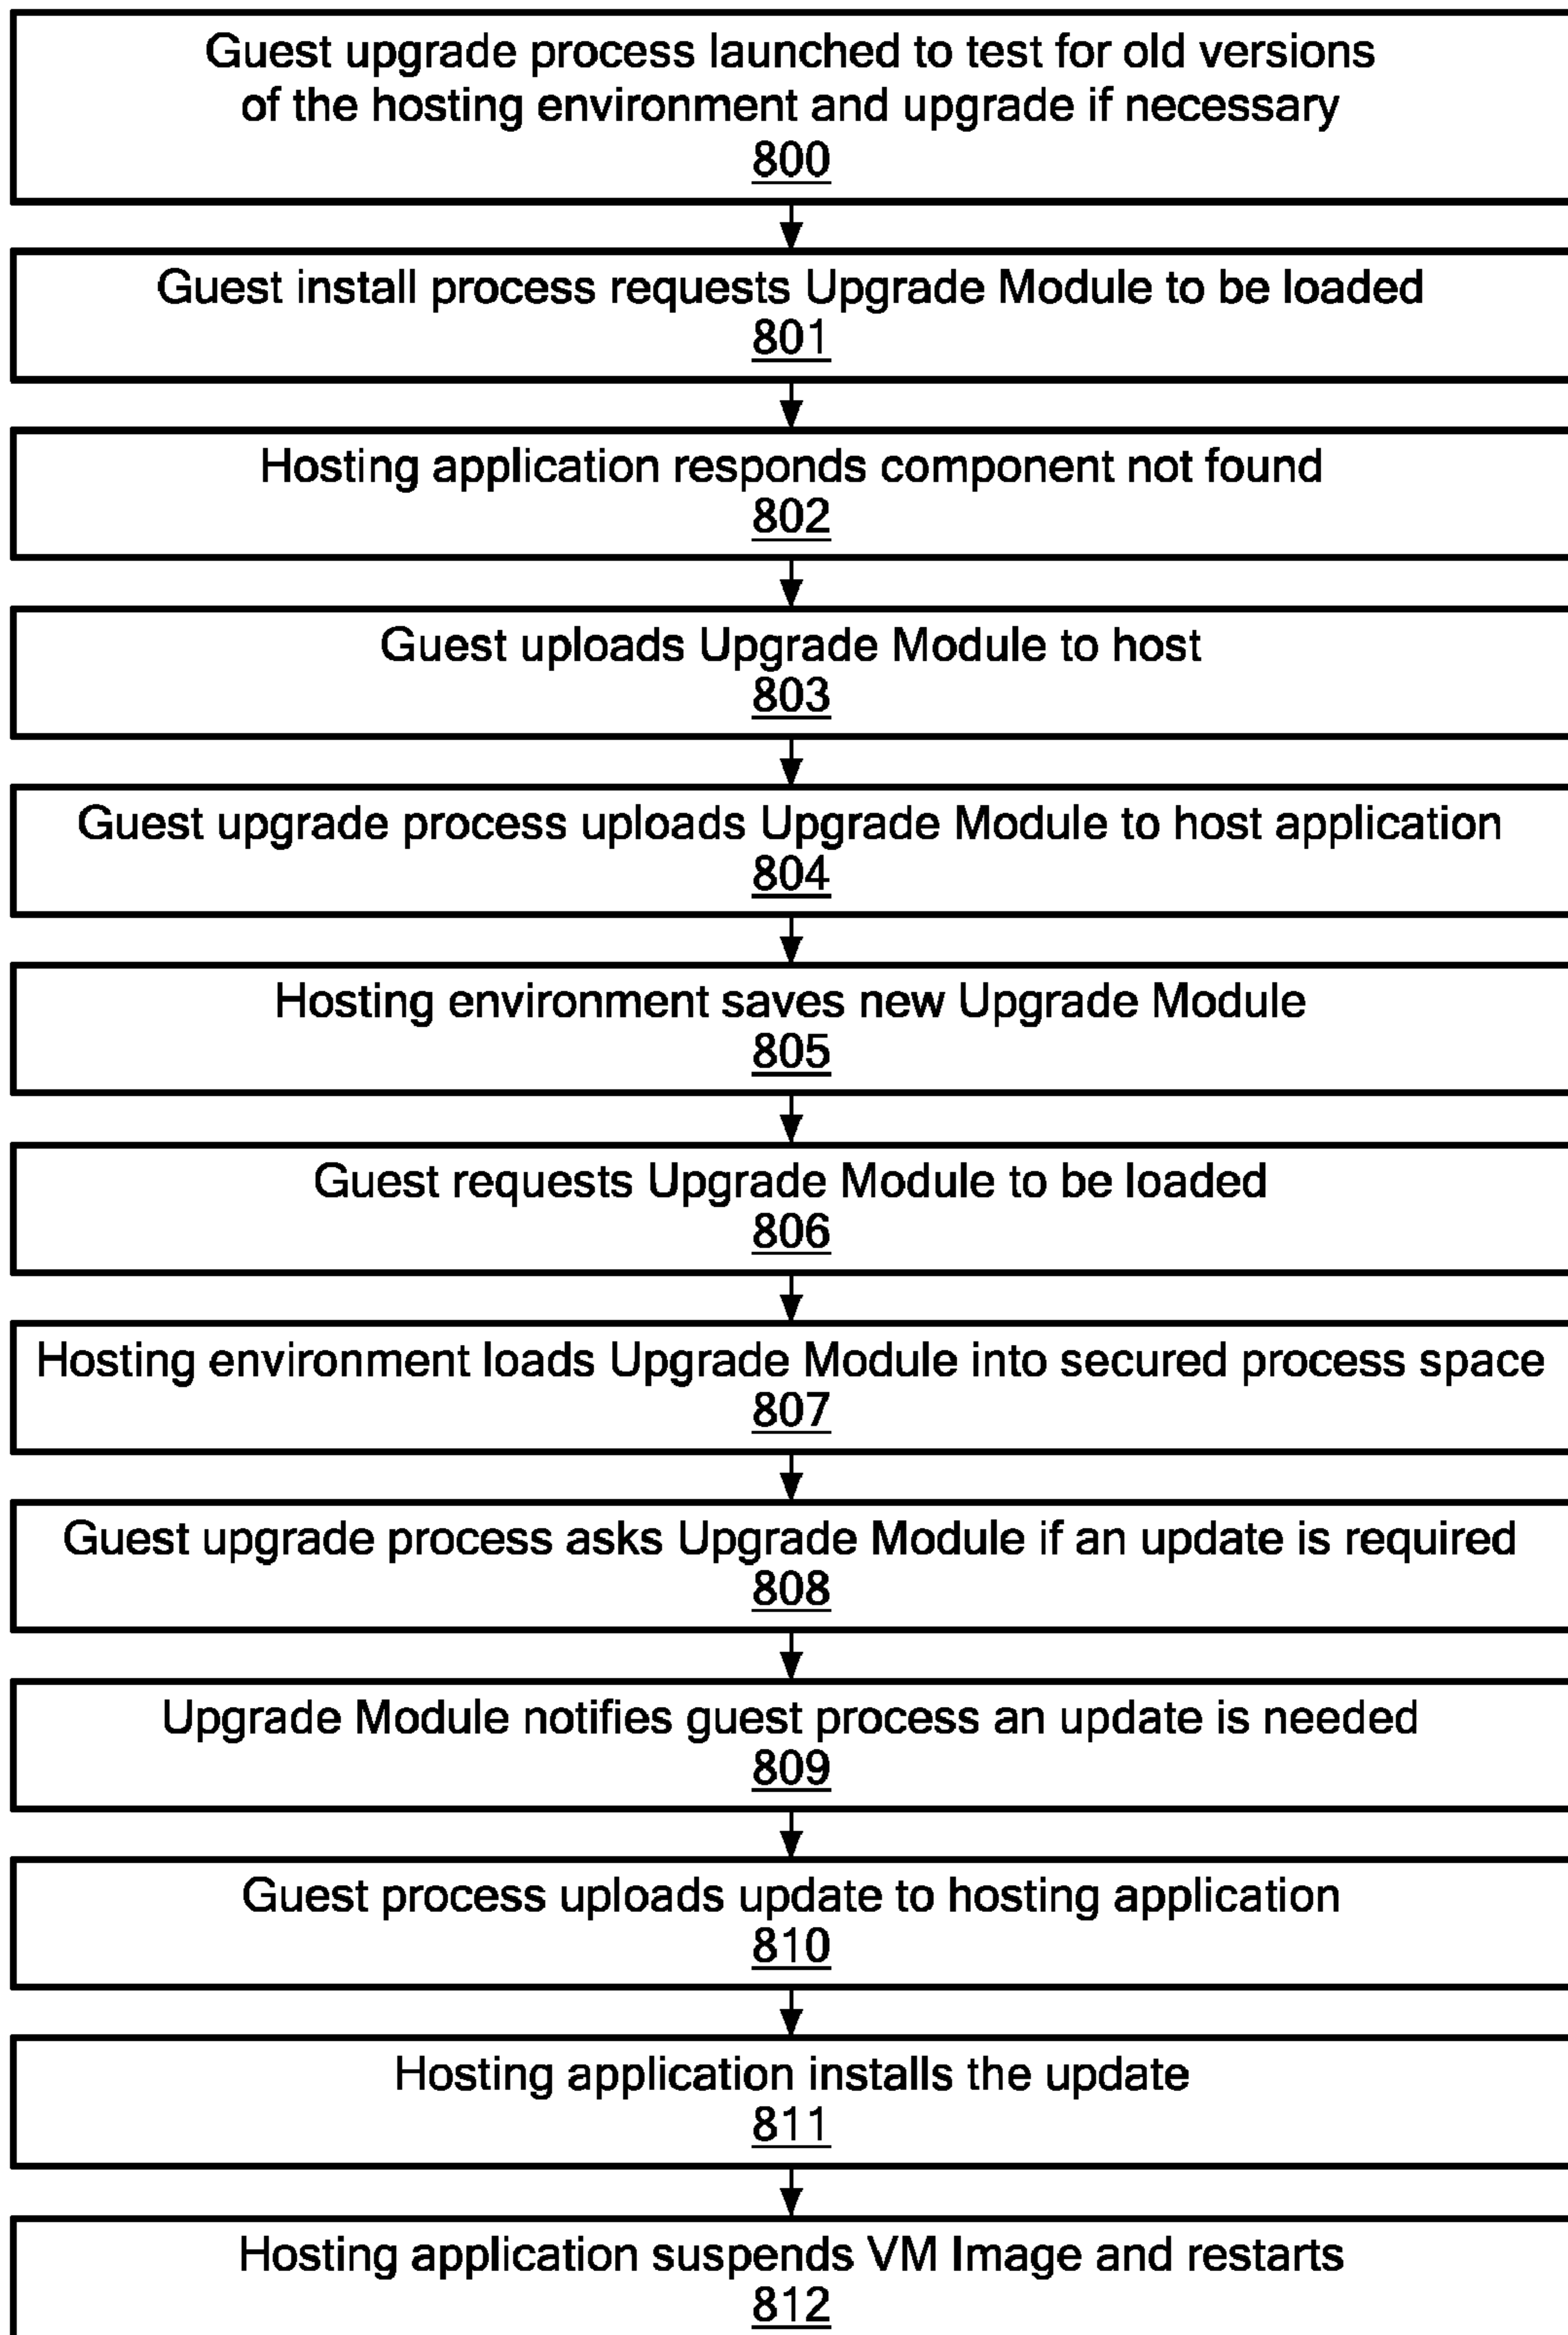 Guest upgrade process launched to test for old versions
of the hosting environment and upgrade if necessary
800
Guest install process requests Upgrade Module to be loaded
801
Hosting application responds component not found
802
Guest uploads Upgrade Module to host
803
Guest upgrade process uploads Upgrade Module to host application
804
Hosting environment saves new Upgrade Module
805
Guest requests Upgrade Module to be loaded
806
Hosting environment loads Upgrade Module into secured process space
807
Guest upgrade process asks Upgrade Module if an update is required
808
Upgrade Module notifies guest process an update is needed
809
Guest process uploads update to hosting application
810
Hosting application installs the update
811
Hosting application suspends VM Image and restarts
812